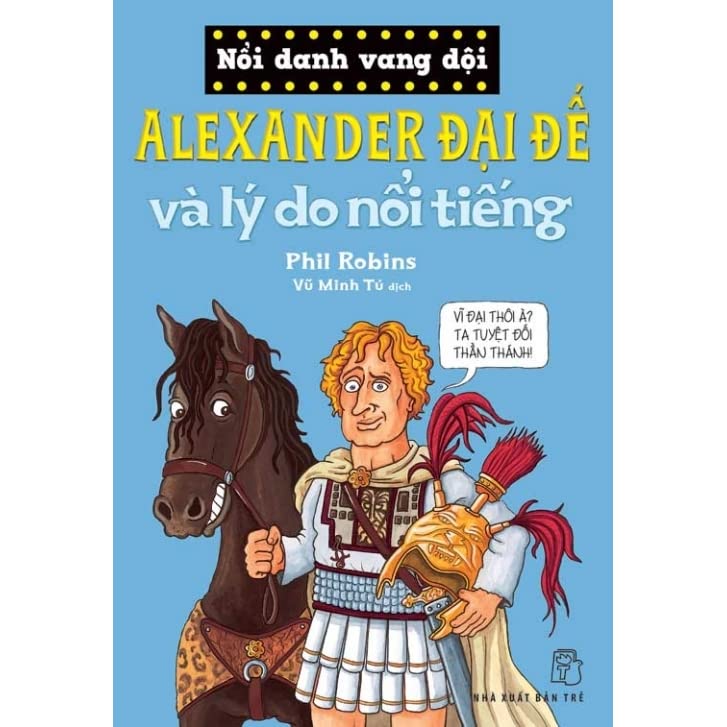 Nổi danh vang dội
ALEXANDER ĐẠI ĐẾ
và lý do nổi tiếng
Phil Robins
Vũ Minh Tú dịch
VĨ ĐẠI THÔI À?
TA TUYỆT ĐỐI
THẦN THÁNH!
NHÀ XUẤT BẢN TRẺ